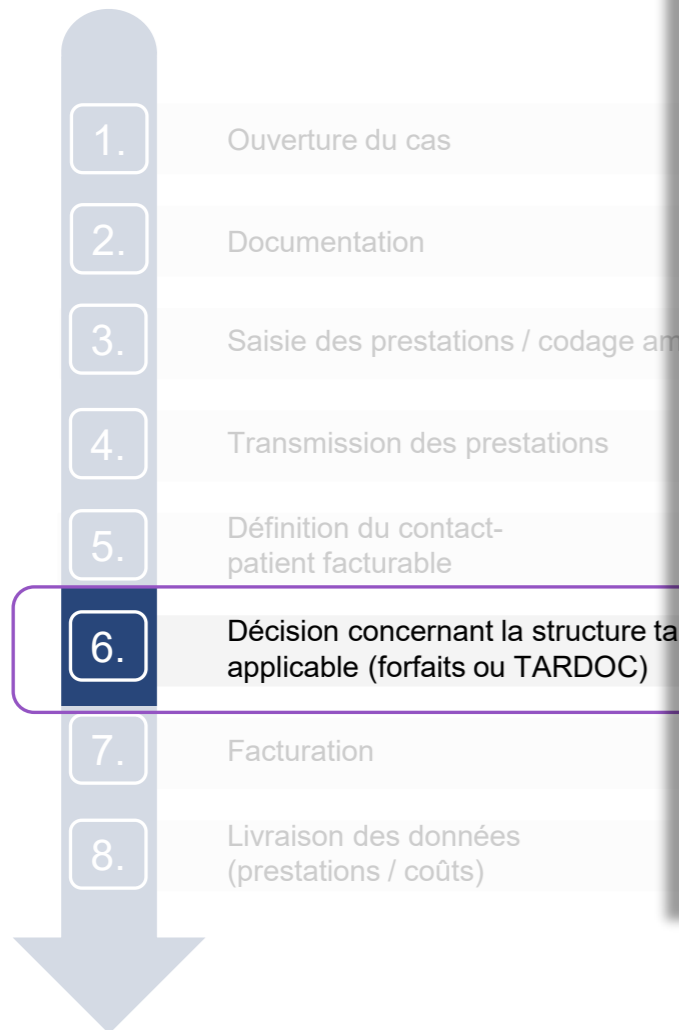 1. Ouverture du cas
2. Documentation
3. Saisie des prestations / codage
4. Transmission des prestations
5. Définition du contact-
patient facturable
6. Décision concernant la structure
applicable (forfaits ou TARDOC)
7. Facturation
8. Livraison des données
(prestations / coûts)